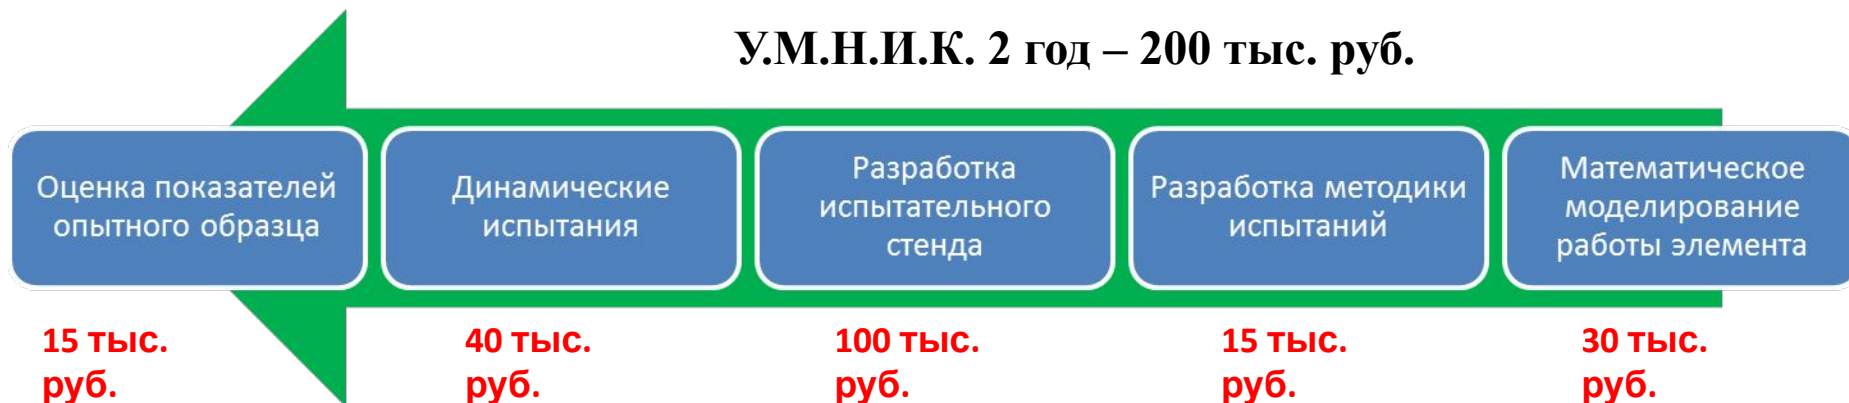 У.М.Н.И.К. 2 год – 200 тыс. руб.
Оценка показателей
опытного образца
Динамические
испытания
Разработка
испытательного
стенда
Разработка методики
испытаний
Математическое
моделирование
работы элемента
15 тыс.
руб.
40 тыс.
руб.
100 тыс.
руб.
15 тыс.
руб.
30 тыс.
руб.